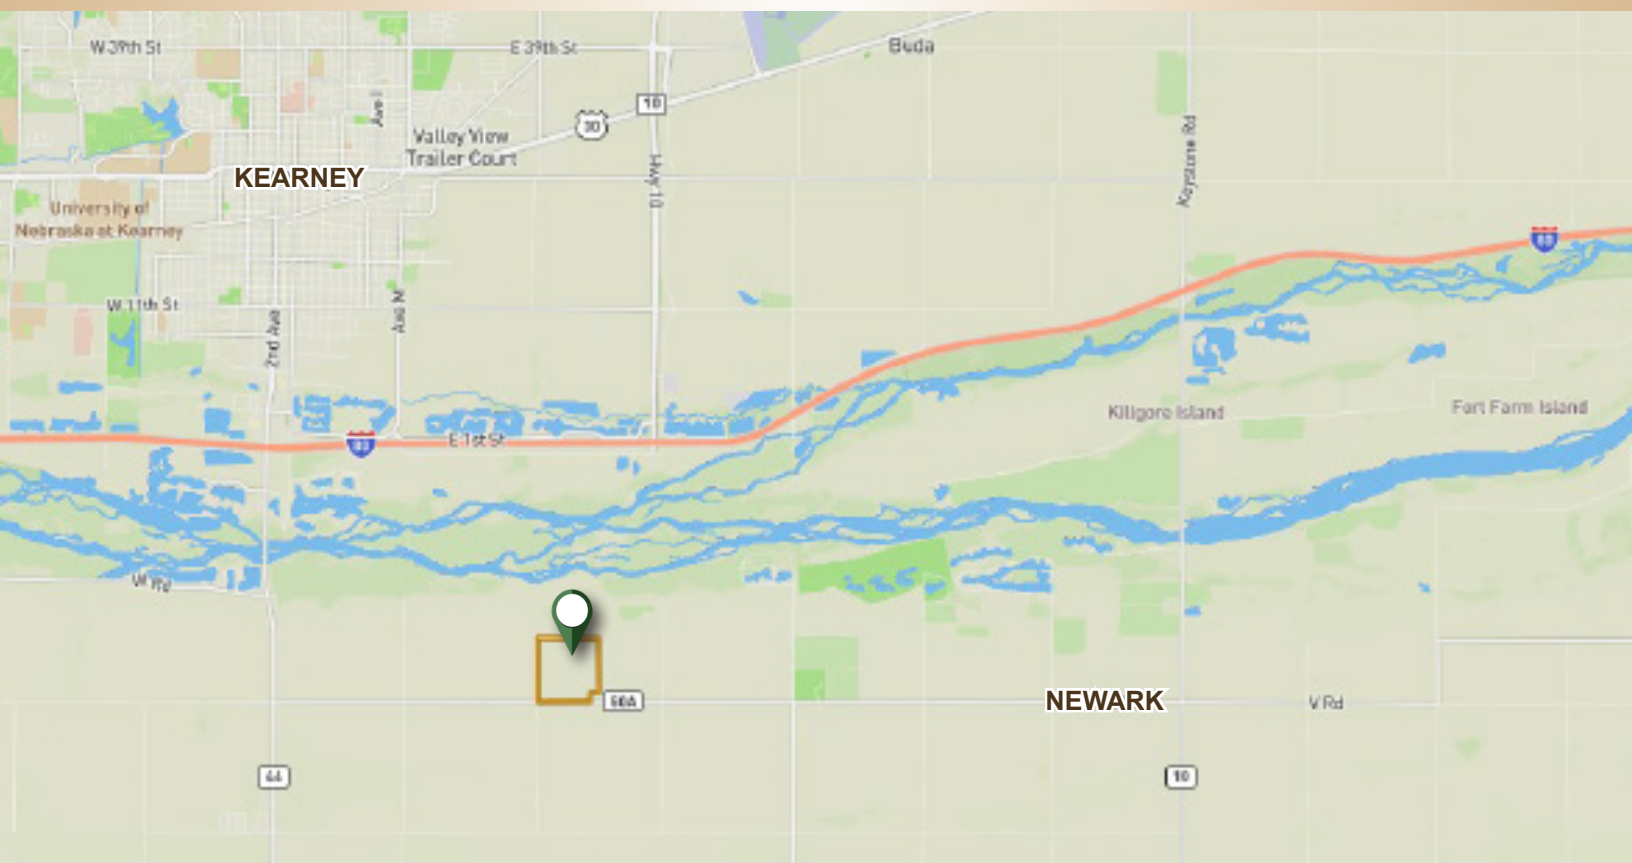 W 39th St
E 39th St
Buda
Ave I
10
30
Valley View
Trailer Court
Keystone Rd
Hwy 10
KEARNEY
University of
Nebraska at Kearney
80
W 11th St
Ave M
2nd Ave
Kilgore Island
Fort Farm Island
E 1st St
80
W Rd
50A
NEWARK
V Rd
44
10